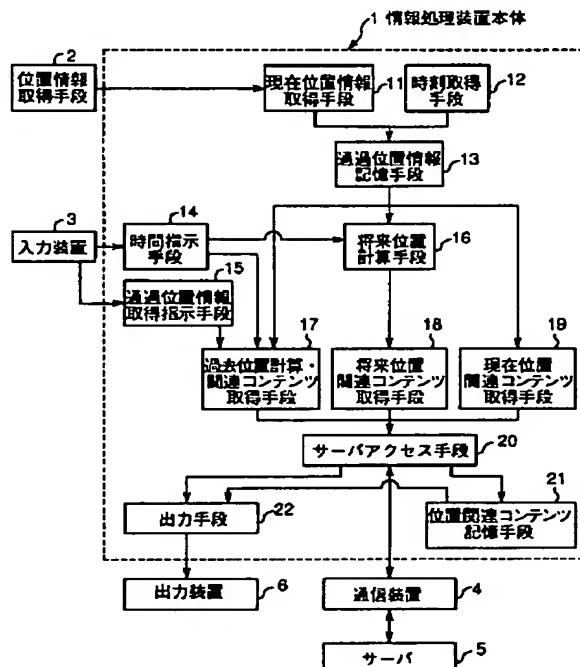 1 情報処理装置本体
2
位置情報
取得手段
現在位置情報
取得手段
11
時刻取得
手段
12
通過位置情報
記憶手段
13
3
入力装置
14
時間指示
手段
15
通過位置情報
取得指示手段
将来位置
計算手段
16
17
過去位置計算・
関連コンテンツ
取得手段
18
将来位置
関連コンテンツ
取得手段
19
現在位置
関連コンテンツ
取得手段
サーバアクセス手段
20
出力手段
22
21
位置関連コンテンツ
記憶手段
出力装置
6
通信装置
4
サーバ
5